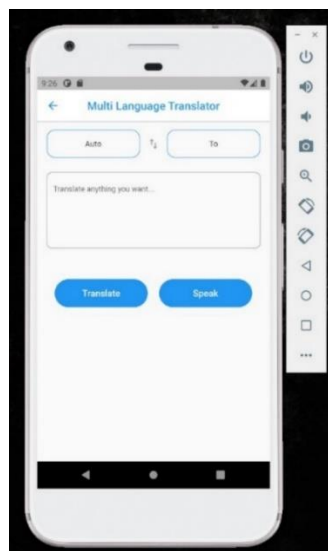 9:26
Multi Language Translator
Auto To
Translate anything you want...
Translate Speak